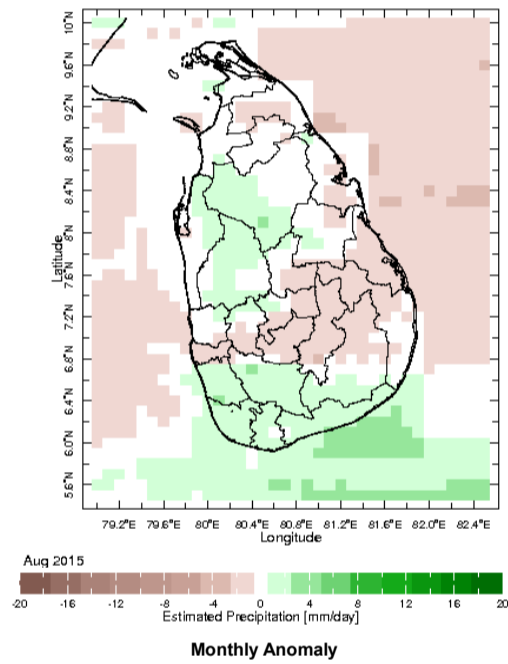 10°N
9.6°N
9.2°N
8.8°N
8.4°N
8°N
7.6°N
7.2°N
6.8°N
6.4°N
6.0°N
5.6°N
Latitude
79.2°E 79.6°E 80°E 80.4°E 80.8°E 81.2°E 81.6°E 82.0°E 82.4°E
Longitude
Aug 2015
-20 -16 -12 -8 -4 0 4 8 12 16 20
Estimated Precipitation [mm/day]
Monthly Anomaly